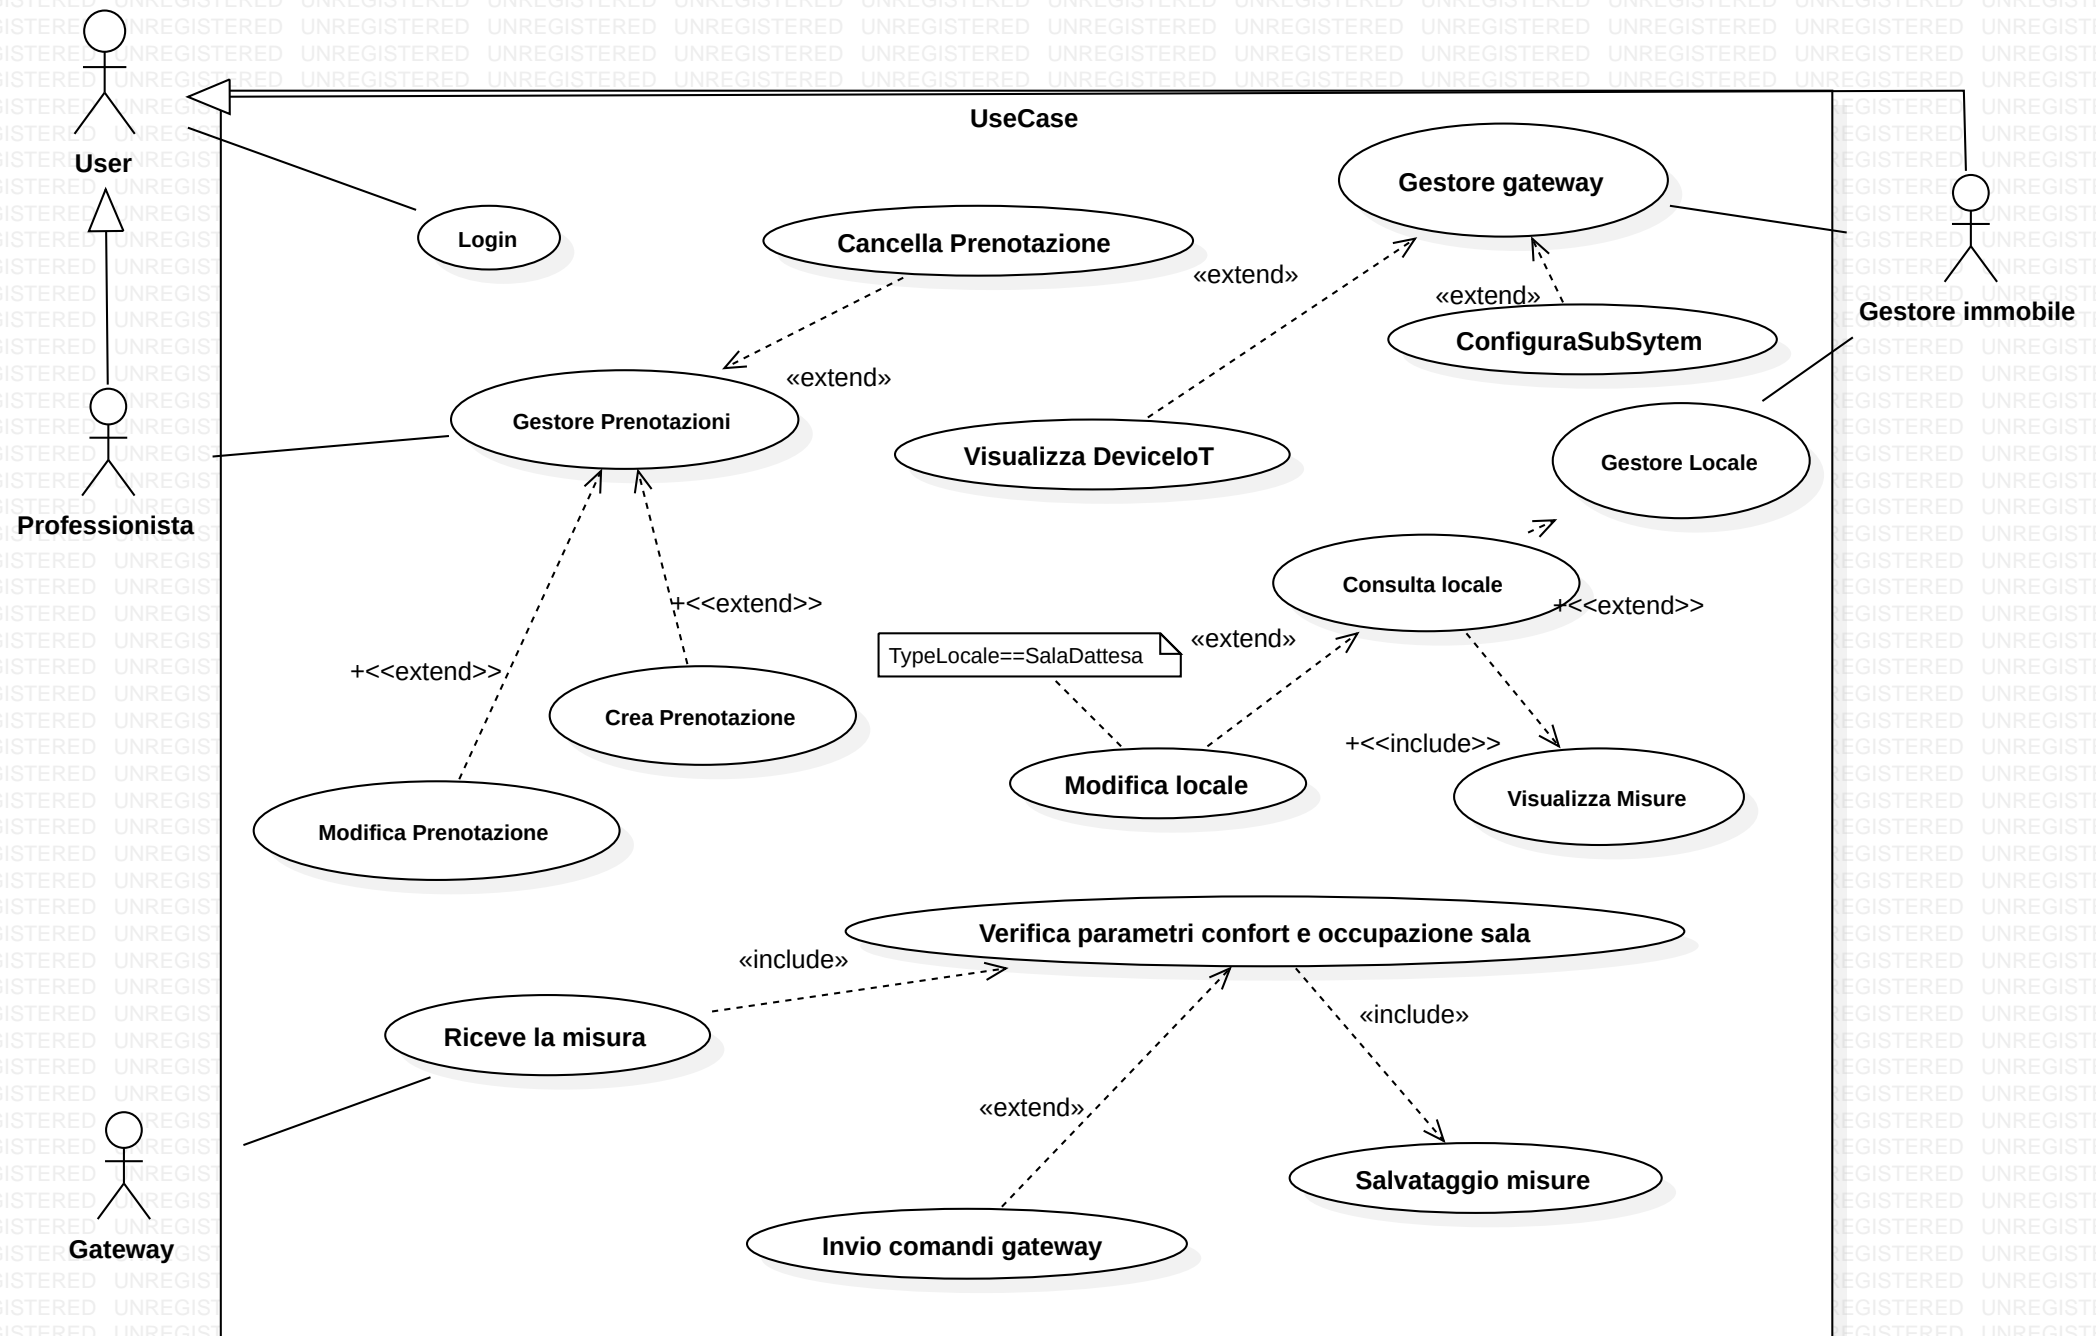 User
UseCase
Gestore gateway
Login
Cancella Prenotazione
«extend»
«extend»
Gestore immobile
ConfiguraSubSytem
«extend»
Gestore Prenotazioni
Visualizza DeviceIoT
Gestore Locale
Professionista
Consulta locale
+<<extend>>
+<<extend>>
«extend»
TypeLocale==SalaDattesa
+<<extend>>
Crea Prenotazione
+<<include>>
Modifica locale
Visualizza Misure
Modifica Prenotazione
Verifica parametri confort e occupazione sala
«include»
«include»
Riceve la misura
«extend»
Salvataggio misure
Gateway
Invio comandi gateway
UNREGISTERED